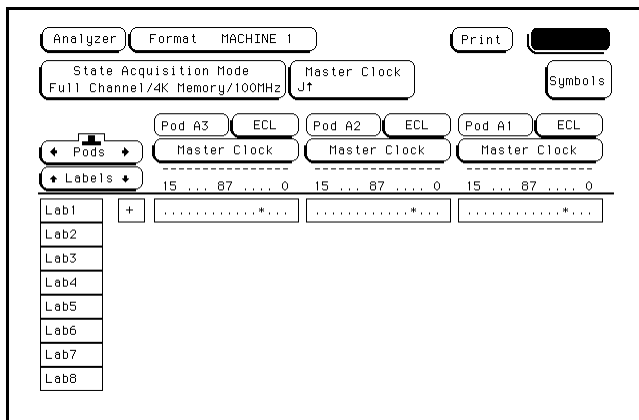 Analyzer Format MACHINE 1 Print
State Acquisition Mode
Full Channel/4K Memory/100MHz
Master Clock
J↑
Symbols
Pod A3 ECL Pod A2 ECL Pod A1 ECL
← Pods → Master Clock Master Clock Master Clock
↑ Labels ↓ 15 ... 87 .... 0 15 ... 87 .... 0 15 ... 87 .... 0
Lab1 + ............*... ............*... ............*...
Lab2
Lab3
Lab4
Lab5
Lab6
Lab7
Lab8